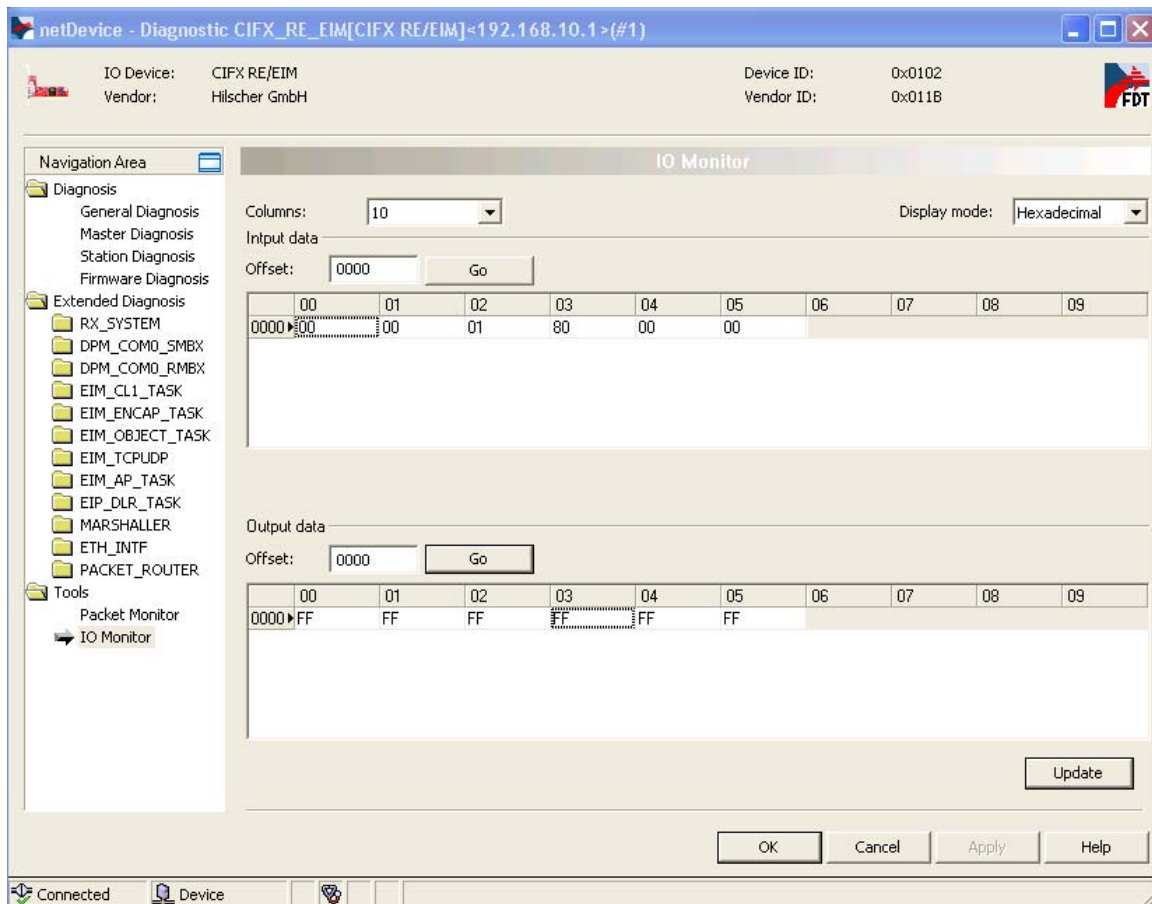 netDevice - Diagnostic CIFX_RE_EIM[CIFX RE/EIM]<192.168.10.1>(#1)
IO Device: CIFX RE/EIM Device ID: 0x0102
Vendor: Hilscher GmbH Vendor ID: 0x011B
FDT
Navigation Area
IO Monitor
Diagnosis
General Diagnosis
Master Diagnosis
Station Diagnosis
Firmware Diagnosis
Extended Diagnosis
RX_SYSTEM
DPM_COM0_SMBX
DPM_COM0_RMBX
EIM_CL1_TASK
EIM_ENCAP_TASK
EIM_OBJECT_TASK
EIM_TCPUDP
EIM_AP_TASK
EIP_DLR_TASK
MARSHALLER
ETH_INTF
PACKET_ROUTER
Tools
Packet Monitor
IO Monitor
Columns: 10 Display mode: Hexadecimal
Intput data
Offset: 0000 Go
00 01 02 03 04 05 06 07 08 09
0000 00 00 01 80 00 00
Output data
Offset: 0000 Go
00 01 02 03 04 05 06 07 08 09
0000 FF FF FF FF FF FF
Update
OK Cancel Apply Help
Connected Device